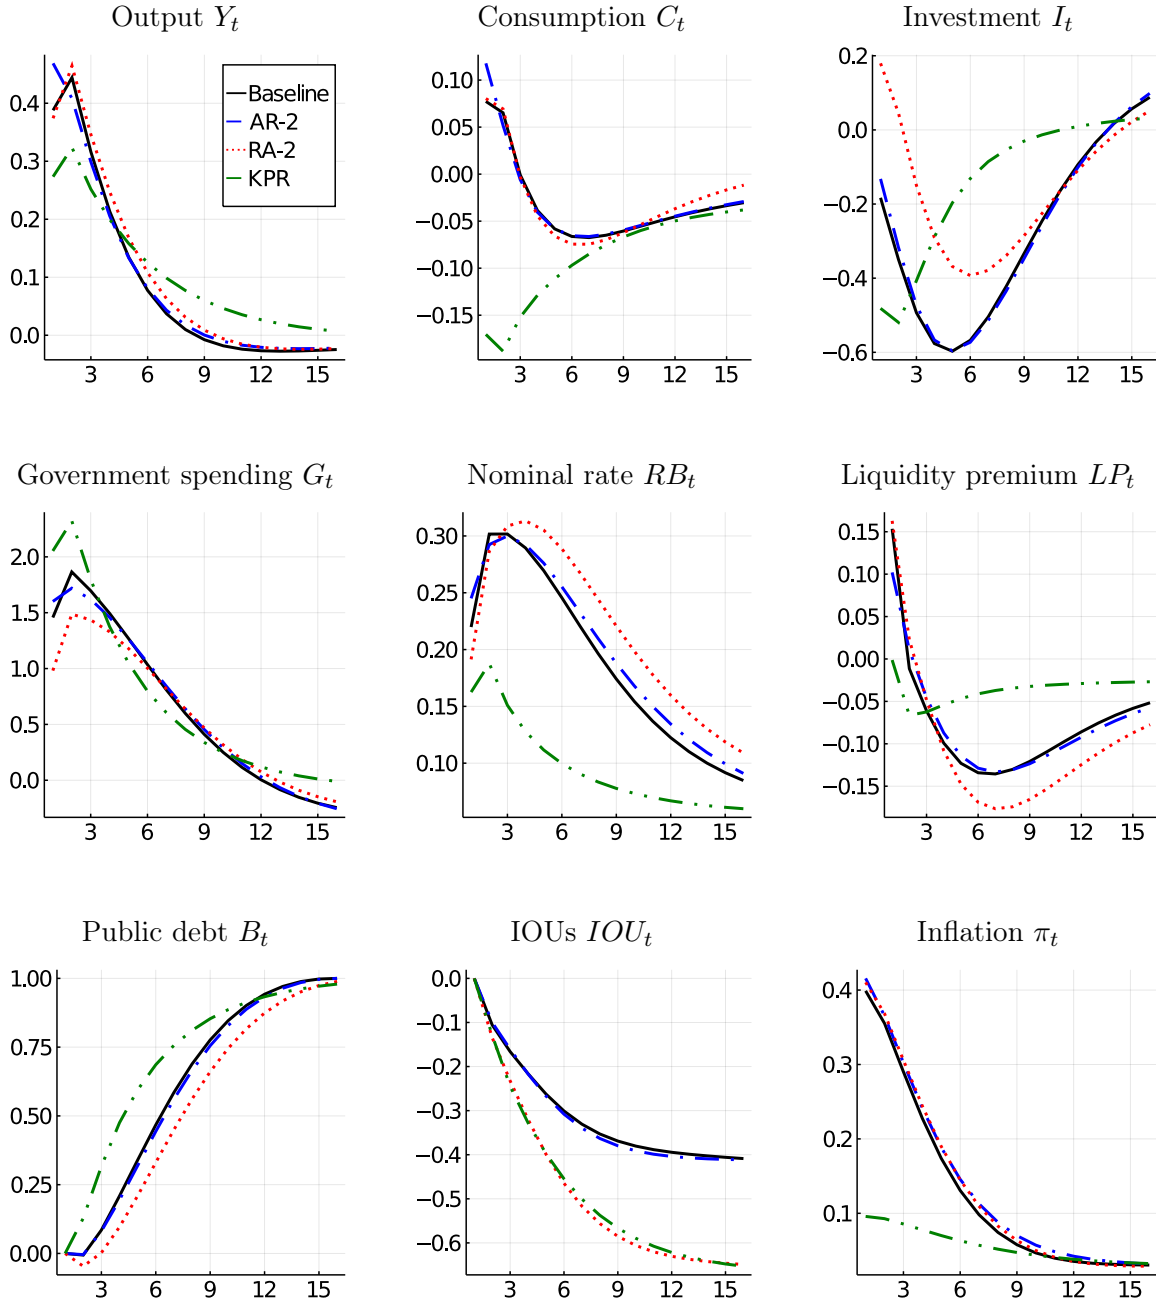 Output Y_t
Consumption C_t
Investment I_t
0.4
0.3
0.2
0.1
0.0
3 6 9 12 15
Baseline
AR-2
RA-2
KPR
0.10
0.05
0.00
−0.05
−0.10
−0.15
3 6 9 12 15
0.2
0.0
−0.2
−0.4
−0.6
3 6 9 12 15
Government spending G_t
Nominal rate RB_t
Liquidity premium LP_t
2.0
1.5
1.0
0.5
0.0
3 6 9 12 15
0.30
0.25
0.20
0.15
0.10
3 6 9 12 15
0.15
0.10
0.05
0.00
−0.05
−0.10
−0.15
3 6 9 12 15
Public debt B_t
IOUs IOU_t
Inflation π_t
1.00
0.75
0.50
0.25
0.00
3 6 9 12 15
0.0
−0.1
−0.2
−0.3
−0.4
−0.5
−0.6
3 6 9 12 15
0.4
0.3
0.2
0.1
3 6 9 12 15